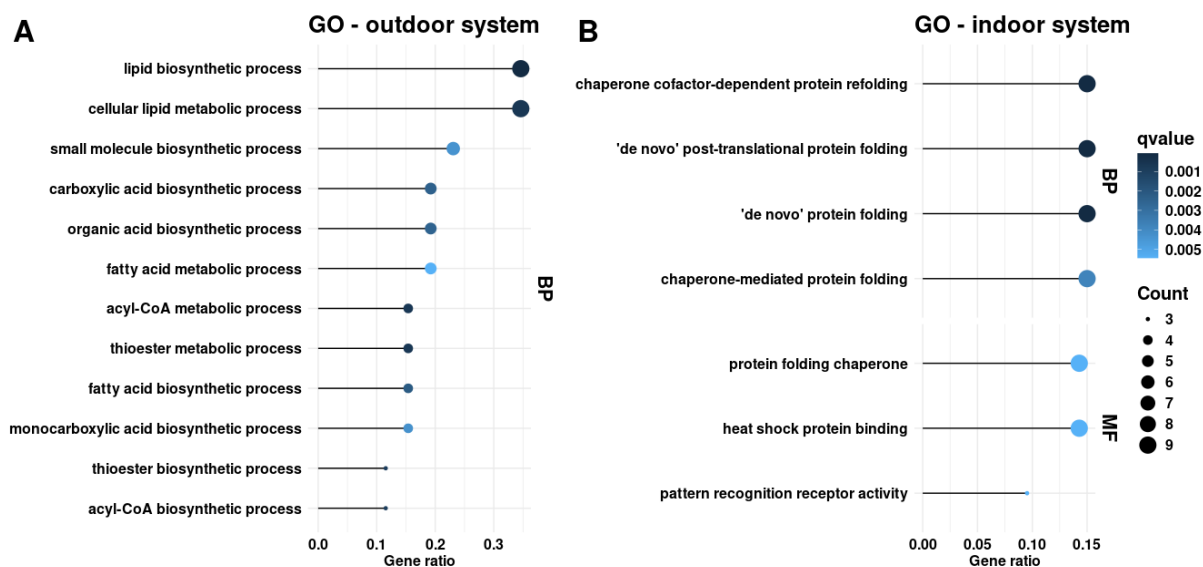 A
GO - outdoor system
lipid biosynthetic process
cellular lipid metabolic process
small molecule biosynthetic process
carboxylic acid biosynthetic process
organic acid biosynthetic process
fatty acid metabolic process
acyl-CoA metabolic process
thioester metabolic process
fatty acid biosynthetic process
monocarboxylic acid biosynthetic process
thioester biosynthetic process
acyl-CoA biosynthetic process
BP
0.0 0.1 0.2 0.3
Gene ratio
B
GO - indoor system
chaperone cofactor-dependent protein refolding
'de novo' post-translational protein folding
'de novo' protein folding
chaperone-mediated protein folding
BP
protein folding chaperone
heat shock protein binding
pattern recognition receptor activity
MF
0.00 0.05 0.10 0.15
Gene ratio
qvalue
0.001
0.002
0.003
0.004
0.005
Count
3
4
5
6
7
8
9